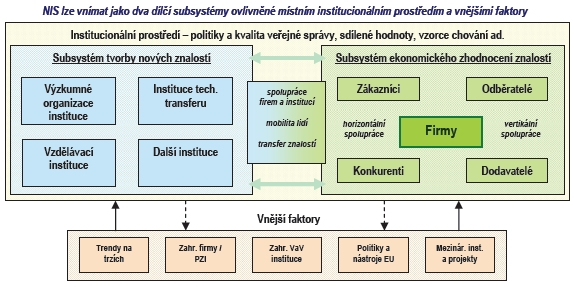 NIS lze vnímat jako dva dílčí subsystémy ovlivněné místním institucionálním prostředím a vnějšími faktory
Institucionální prostředí – politiky a kvalita veřejné správy, sdílené hodnoty, vzorce chování ad.
Subsystém tvorby nových znalostí
Výzkumné
organizace
instituce
Instituce tech.
transferu
Vzdělávací
instituce
Další instituce
spolupráce
firem a institucí
mobilita lidí
transfer znalostí
Subsystém ekonomického zhodnocení znalostí
Zákazníci
Odběratelé
horizontální
spolupráce
Firmy
vertikální
spolupráce
Konkurenti
Dodavatelé
Vnější faktory
Trendy na
trzích
Zahr. firmy /
PZI
Zahr. VaV
instituce
Politiky a
nástroje EU
Mezinár. inst.
a projekty